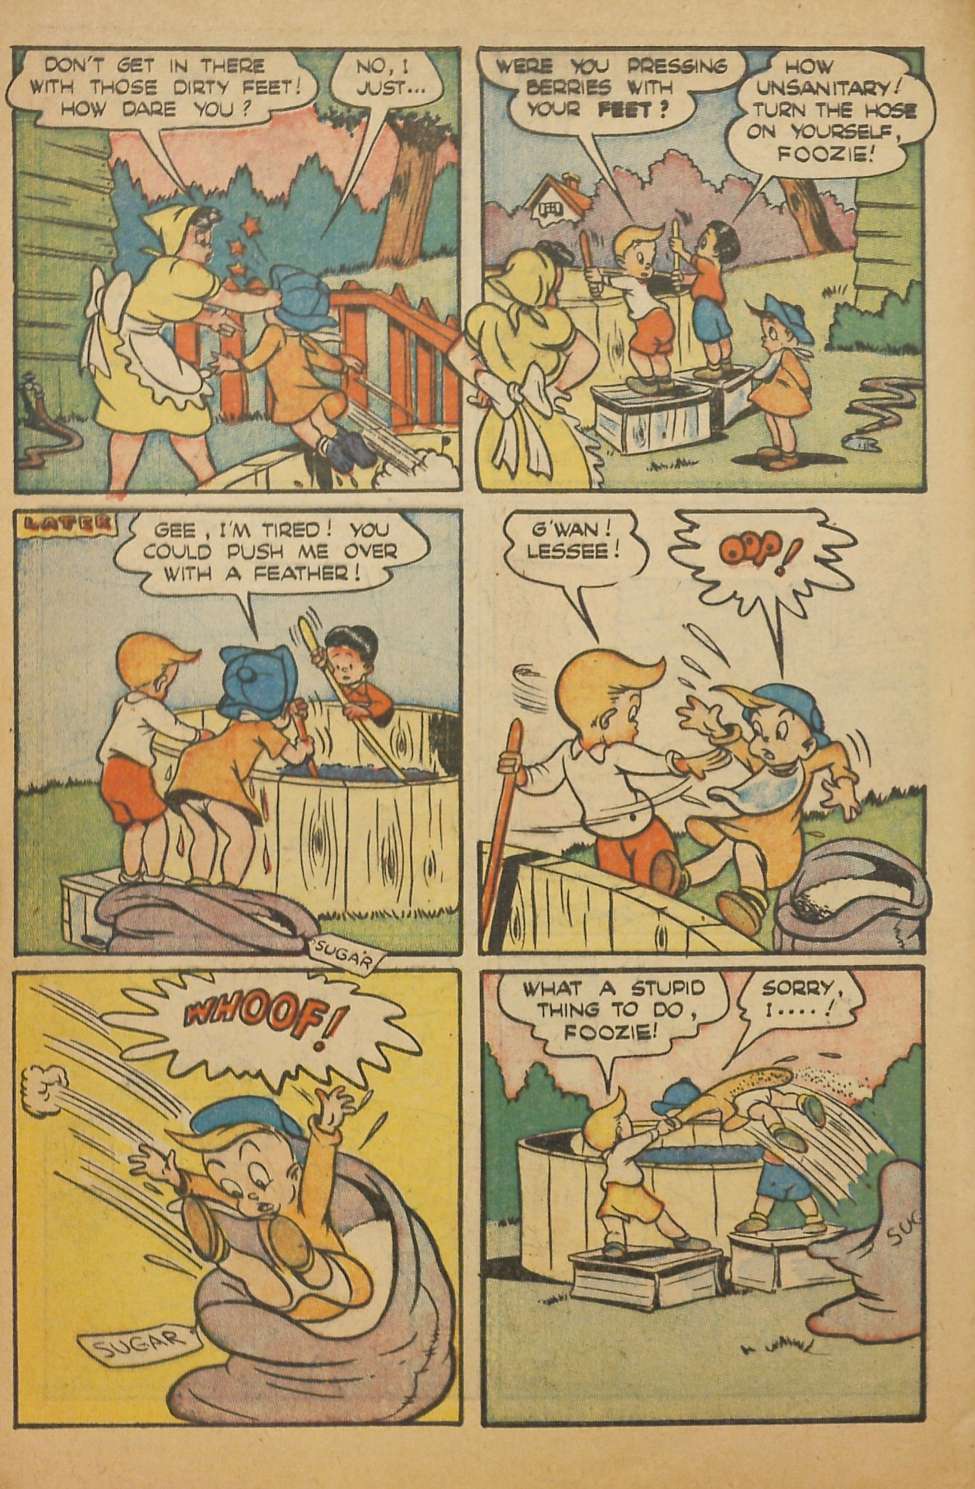 DON'T GET IN THERE
WITH THOSE DIRTY FEET!
HOW DARE YOU?
NO, I
JUST...
WERE YOU PRESSING
BERRIES WITH
YOUR FEET?
HOW
UNSANITARY!
TURN THE HOSE
ON YOURSELF,
FOOZIE!
LATER
GEE, I'M TIRED! YOU
COULD PUSH ME OVER
WITH A FEATHER!
SUGAR
G'WAN!
LESSEE!
OOP!
WHOOF!
SUGAR
WHAT A STUPID
THING TO DO,
FOOZIE!
SORRY,
I....!
SUG